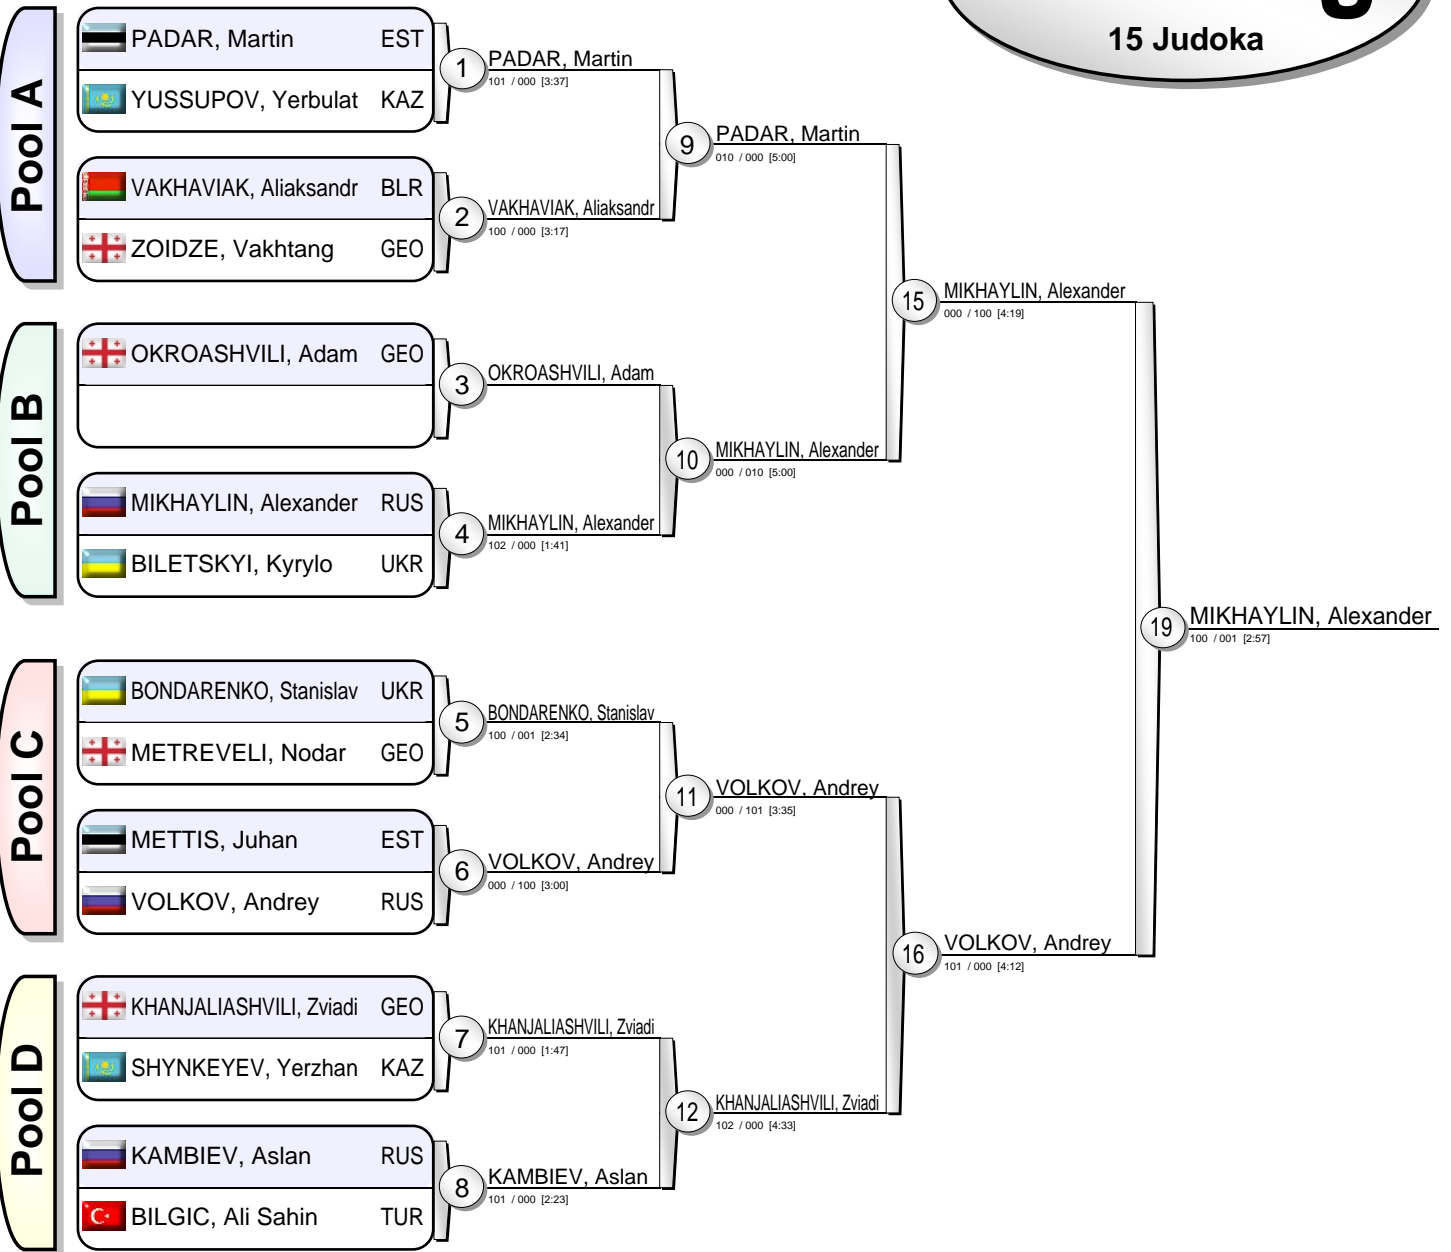 15 Judoka
Pool A
PADAR, Martin EST
YUSSUPOV, Yerbulat KAZ
1
PADAR, Martin
101 / 000 [3:37]
VAKHAVIAK, Aliaksandr BLR
ZOIDZE, Vakhtang GEO
2
VAKHAVIAK, Aliaksandr
100 / 000 [3:17]
9
PADAR, Martin
010 / 000 [5:00]
Pool B
OKROASHVILI, Adam GEO
3
OKROASHVILI, Adam
MIKHAYLIN, Alexander RUS
BILETSKYI, Kyrylo UKR
4
MIKHAYLIN, Alexander
102 / 000 [1:41]
10
MIKHAYLIN, Alexander
000 / 010 [5:00]
15
MIKHAYLIN, Alexander
000 / 100 [4:19]
Pool C
BONDARENKO, Stanislav UKR
METREVELI, Nodar GEO
5
BONDARENKO, Stanislav
100 / 001 [2:34]
METTIS, Juhan EST
VOLKOV, Andrey RUS
6
VOLKOV, Andrey
000 / 100 [3:00]
11
VOLKOV, Andrey
000 / 101 [3:35]
Pool D
KHANJALIASHVILI, Zviadi GEO
SHYNKEYEV, Yerzhan KAZ
7
KHANJALIASHVILI, Zviadi
101 / 000 [1:47]
KAMBIEV, Aslan RUS
BILGIC, Ali Sahin TUR
8
KAMBIEV, Aslan
101 / 000 [2:23]
12
KHANJALIASHVILI, Zviadi
102 / 000 [4:33]
16
VOLKOV, Andrey
101 / 000 [4:12]
19
MIKHAYLIN, Alexander
100 / 001 [2:57]